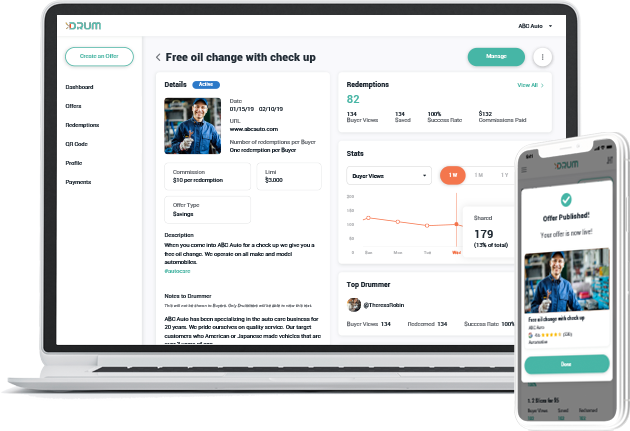 DRUM
ABC Auto
Create an Offer
Free oil change with check up
Manage
Dashboard
Offers
Redemptions
QR Code
Profile
Payments
Details Active
Date
01/15/19 02/10/19
URL
www.abcauto.com
Number of redemptions per Buyer
One redemption per Buyer
Commission
$10 per redemption
Limi
$3,000
Offer Type
Savings
Description
When you come into ABC Auto for a check up we give you a
free oil change. We operate on all make and model
automobiles.
#autocare
Notes to Drummer
This will not be shown to Buyers. Only Drummers will be able to view this text.
ABC Auto has been specializing in the auto care business for
20 years. We pride ourselves on quality service. Our target
customers who American or Japanese made vehicles that are
Redemptions
View All
82
134 134 100% $132
Buyer Views Saved Success Rate Commissions Paid
Stats
Buyer Views
1 W 1 M 1 Y
$00
150
100
50
0
Sun Mon Tud Wed
Shared
179
(13% of total)
Top Drummer
@TheresaRobin
Buyer Views 134 Redeemed 134 Success Rate 100%
DRUM
Offer Published!
Your offer is now live!
Free oil change with check up
ABC Auto
Automotive
Done
1.3 Slices for $5
Buyer Views Saved Redeemed